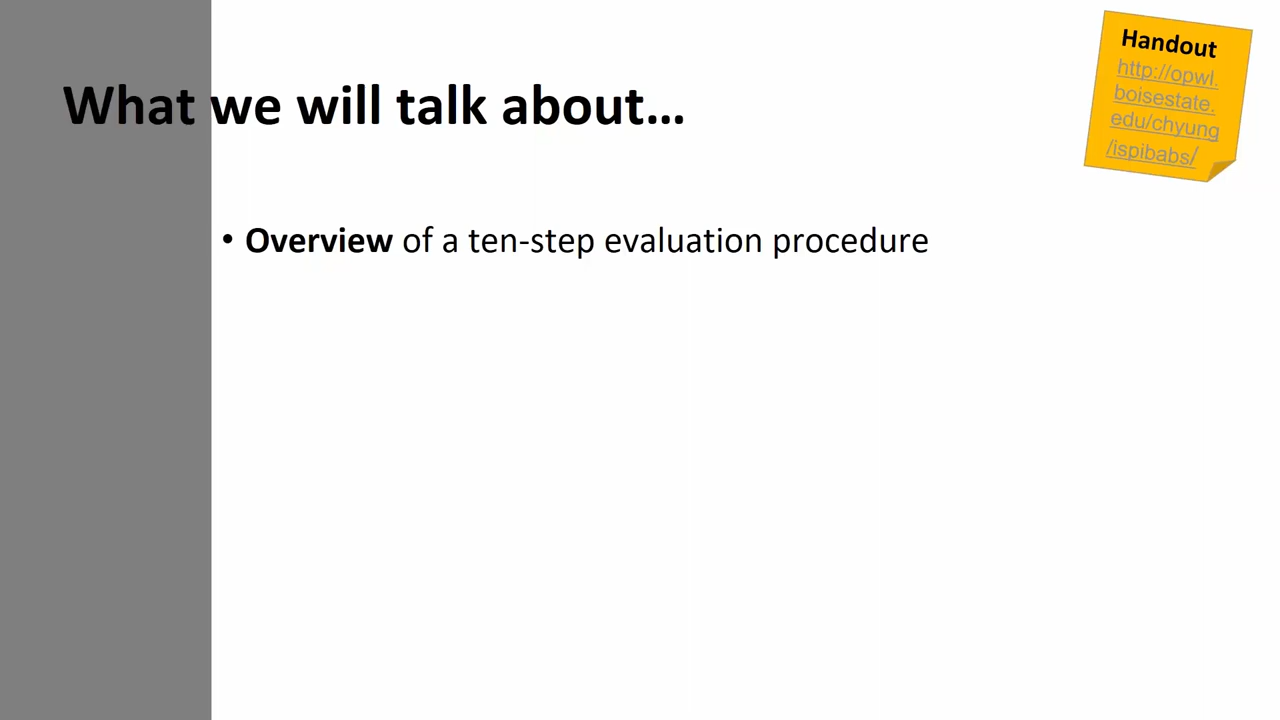 Handout
http://opwl.
boisestate.
edu/chyung
/ispibabs/
What we will talk about...
• Overview of a ten-step evaluation procedure